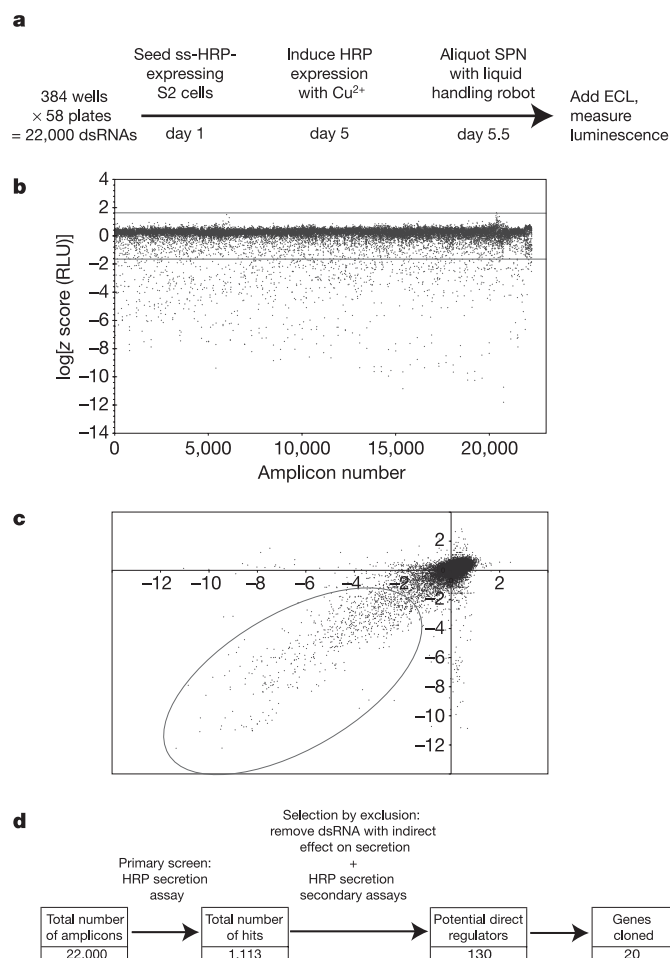 a
384 wells
× 58 plates
= 22,000 dsRNAs
Seed ss-HRP-
expressing
S2 cells
day 1
Induce HRP
expression
with Cu²⁺
day 5
Aliquot SPN
with liquid
handling robot
day 5.5
Add ECL,
measure
luminescence
b
log[z score (RLU)]
4
2
0
−2
−4
−6
−8
−10
−12
−14
0
5,000
10,000
15,000
20,000
Amplicon number
c
2
−12
−10
−8
−6
−4
−2
2
−2
−4
−6
−8
−10
−12
d
Primary screen:
HRP secretion
assay
Selection by exclusion:
remove dsRNA with indirect
effect on secretion
+
HRP secretion
secondary assays
Total number
of amplicons
22,000
Total number
of hits
1,113
Potential direct
regulators
130
Genes
cloned
20